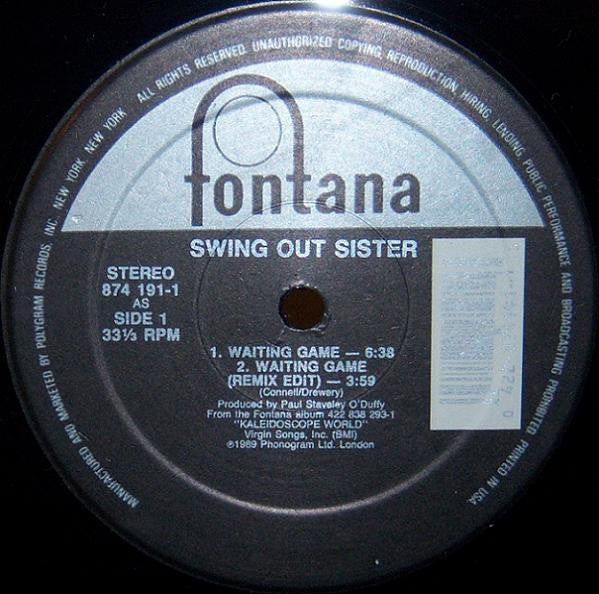 MANUFACTURED AND MARKETED BY POLYGRAM RECORDS, INC. NEW YORK, NEW YORK ALL RIGHTS RESERVED. UNAUTHORIZED COPYING, REPRODUCTION, HIRING, LENDING, PUBLIC PERFORMANCE AND BROADCASTING PROHIBITED PRINTED IN USA
fontana
SWING OUT SISTER
STEREO
874 191-1
AS
SIDE 1
33⅓ RPM
1. WAITING GAME — 6:38
2. WAITING GAME
(REMIX EDIT) — 3:59
(Connell/Drewery)
Produced by Paul Staveley O'Duffy
From the Fontana album 422 838 293-1
"KALEIDOSCOPE WORLD"
Virgin Songs, Inc. (BMI)
℗1989 Phonogram Ltd. London